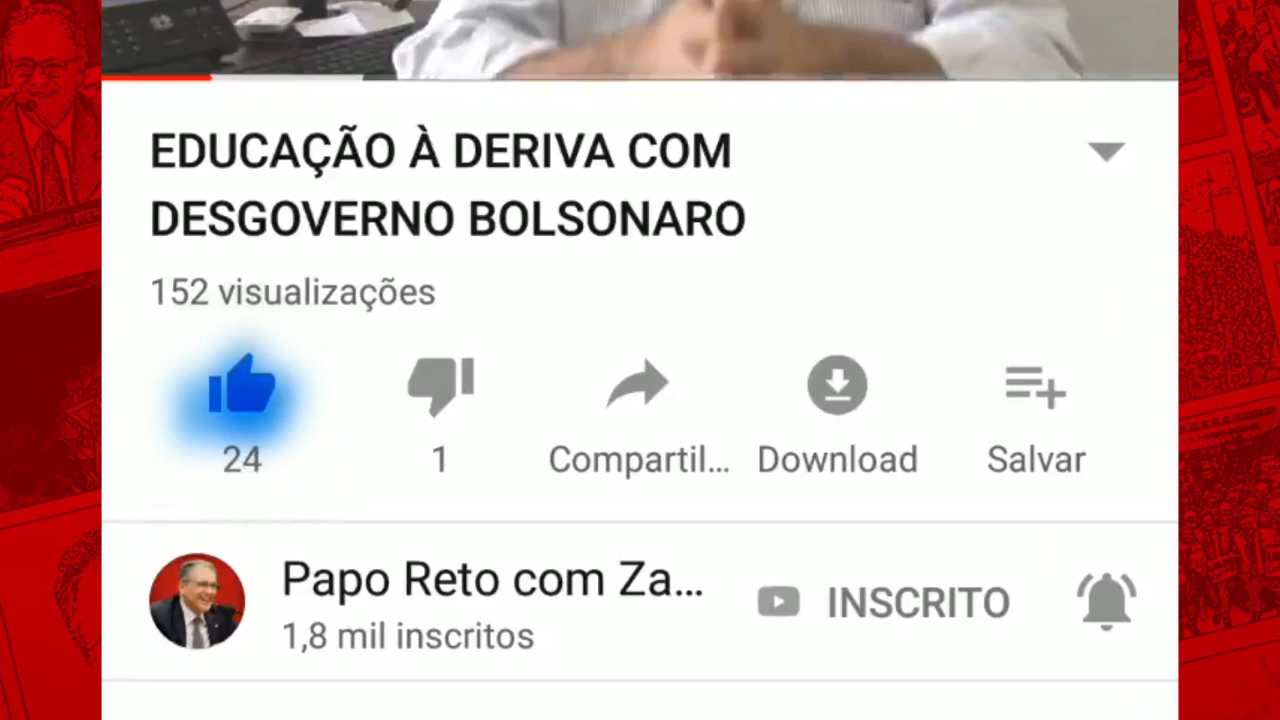 EDUCAÇÃO À DERIVA COM
DESGOVERNO BOLSONARO
152 visualizações
24
1
Compartil...
Download
Salvar
Papo Reto com Za...
INSCRITO
1,8 mil inscritos